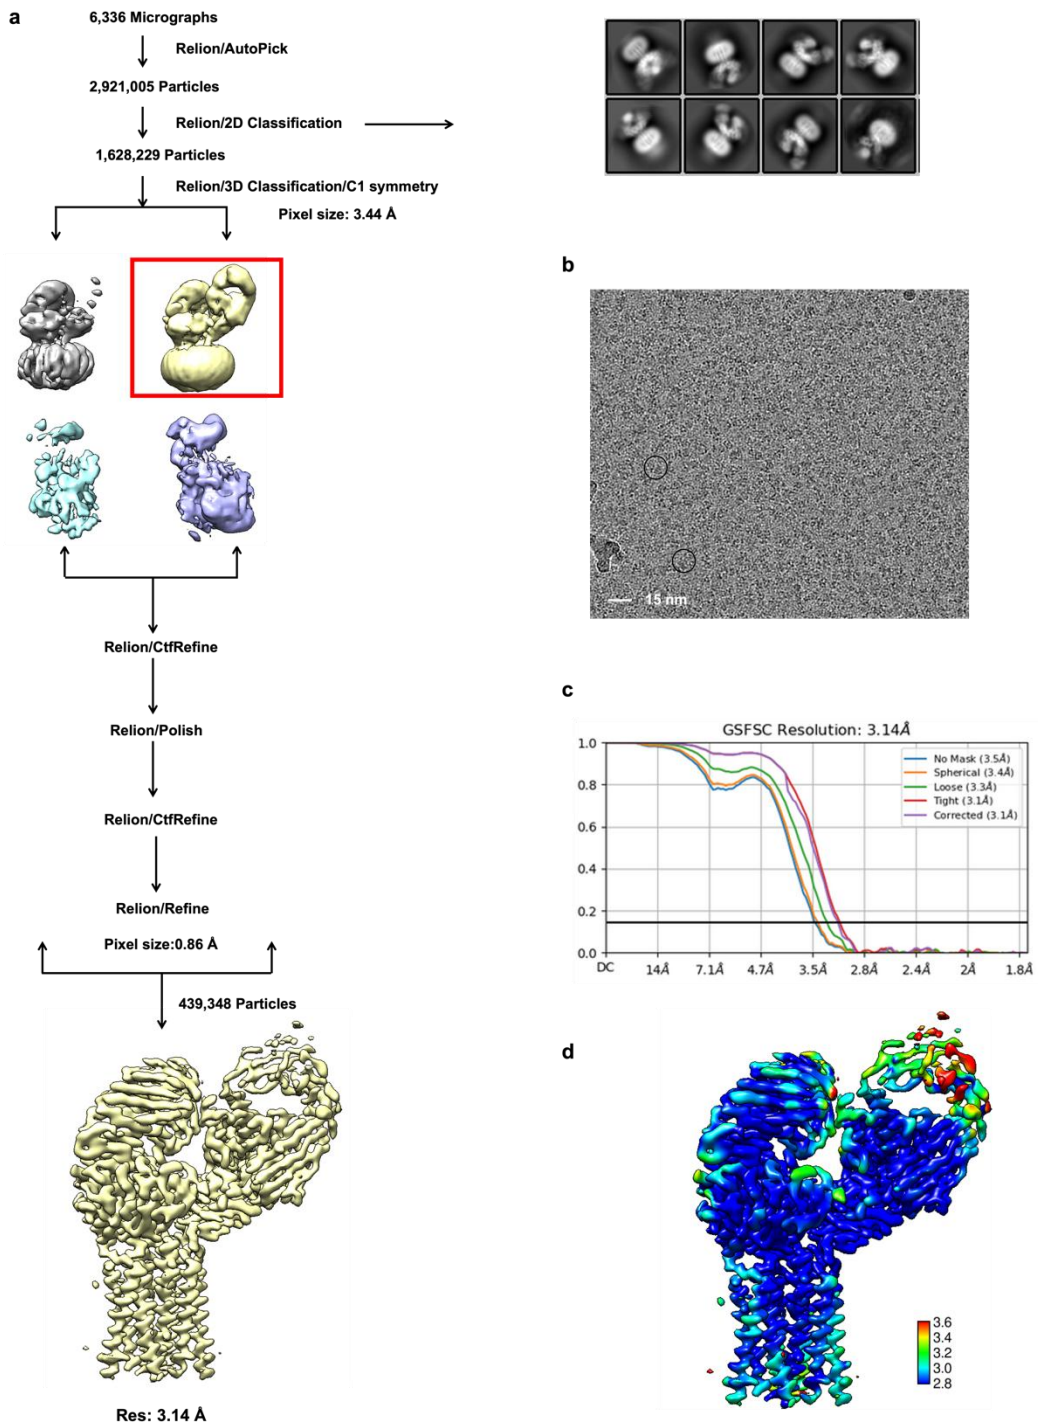 a
6,336 Micrographs
Relion/AutoPick
2,921,005 Particles
Relion/2D Classification
1,628,229 Particles
Relion/3D Classification/C1 symmetry
Pixel size: 3.44 Å
Relion/CtfRefine
Relion/Polish
Relion/CtfRefine
Relion/Refine
Pixel size:0.86 Å
439,348 Particles
Res: 3.14 Å
b
15 nm
c
GSFSC Resolution: 3.14Å
1.0
0.8
0.6
0.4
0.2
0.0
No Mask (3.5Å)
Spherical (3.4Å)
Loose (3.3Å)
Tight (3.1Å)
Corrected (3.1Å)
DC 14Å 7.1Å 4.7Å 3.5Å 2.8Å 2.4Å 2Å 1.8Å
d
3.6
3.4
3.2
3.0
2.8